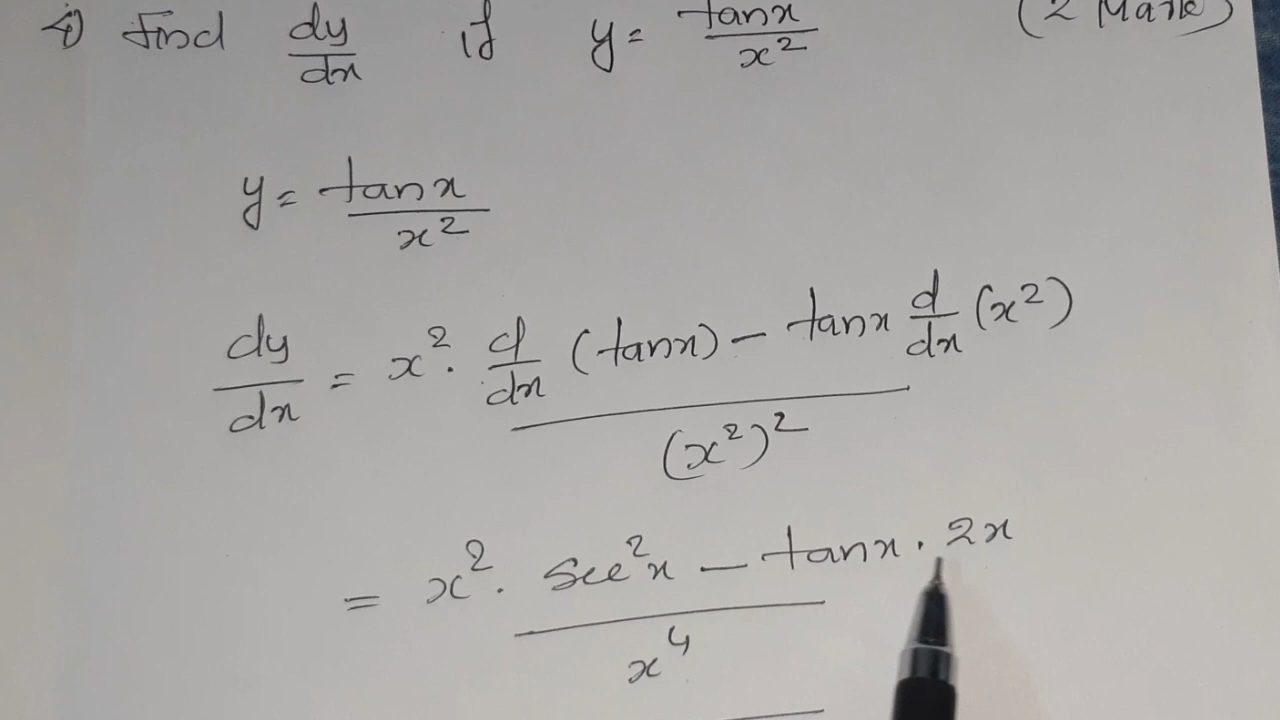 4) Find dy/dx if y = tanx/x² (2 Mark)
y = tanx/x²
dy/dx = x². d/dx (tanx) - tanx d/dx (x²) / (x²)²
= x². sec²x - tanx . 2x / x⁴